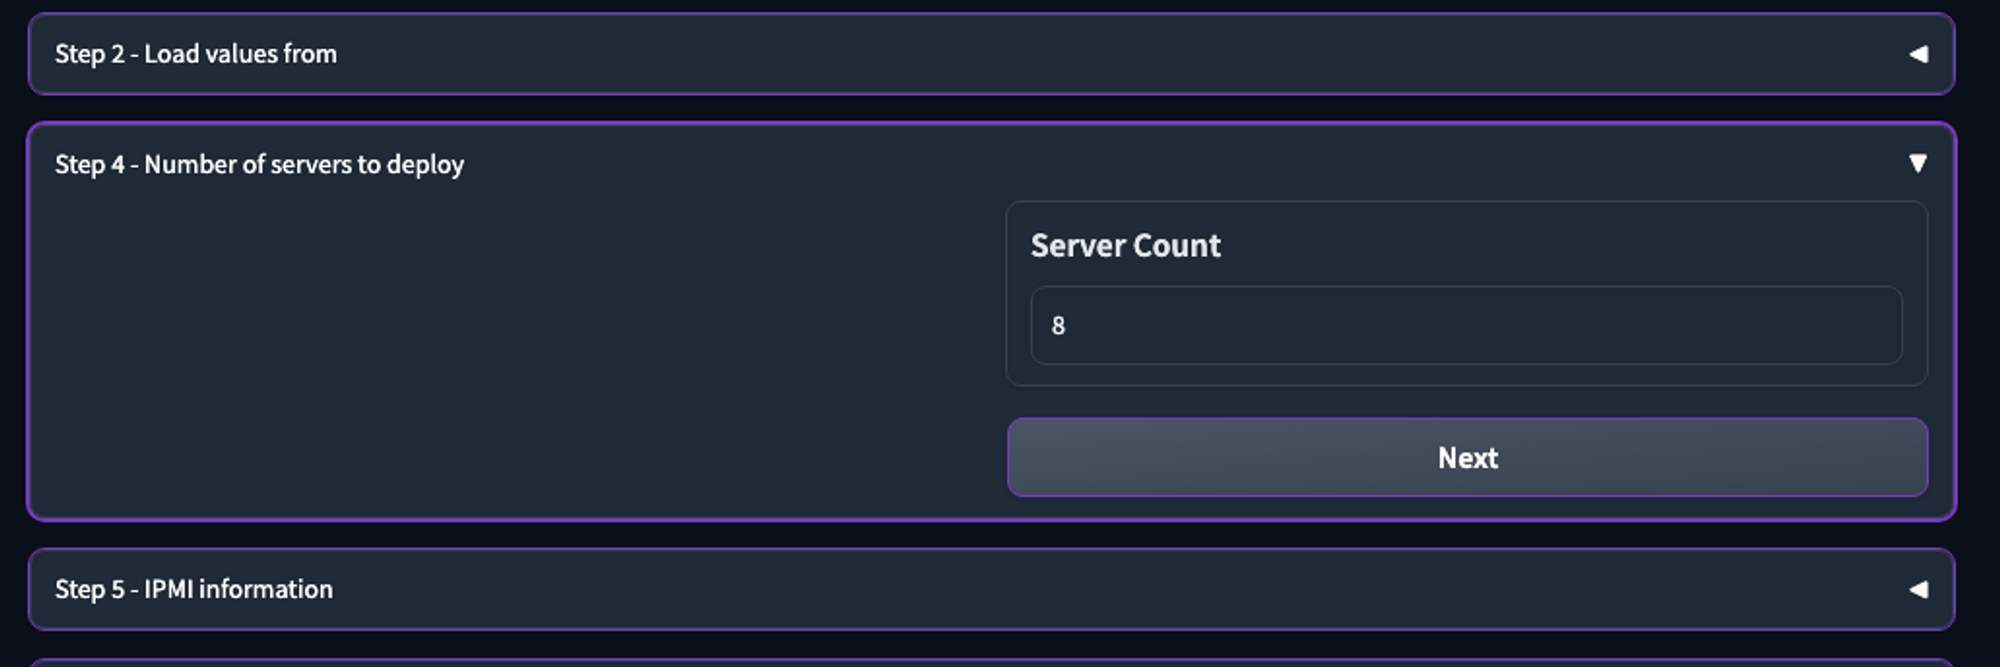 Step 2 - Load values from
Step 4 - Number of servers to deploy
Server Count
8
Next
Step 5 - IPMI information